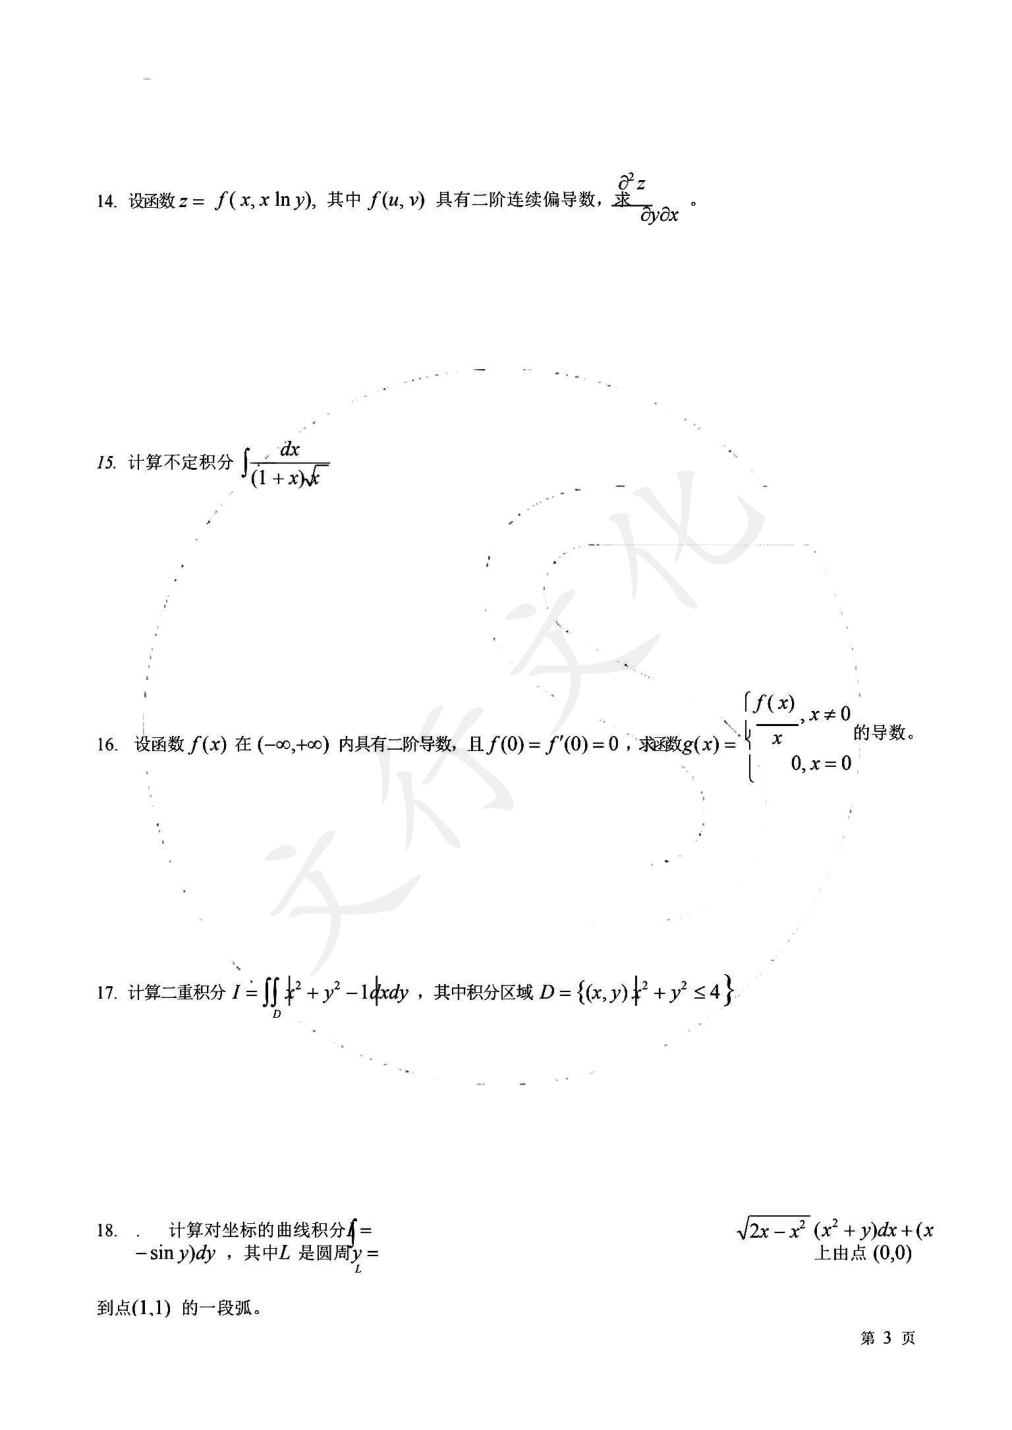 14. 设函数 z = f(x, x ln y), 其中 f(u, v) 具有二阶连续偏导数，求 ∂²z/∂y∂x 。
15. 计算不定积分 ∫ dx/((1 + x)√x)
16. 设函数 f(x) 在 (−∞,+∞) 内具有二阶导数，且 f(0) = f′(0) = 0，求函数 g(x) = { f(x)/x, x ≠ 0; 0, x = 0 的导数。
17. 计算二重积分 I = ∬_D |x² + y² − 1|dxdy ，其中积分区域 D = {(x, y)|x² + y² ≤ 4}
18. . 计算对坐标的曲线积分I = ∫_L (x² + y)dx + (x
− sin y)dy ，其中L 是圆周 y = √(2x − x²) 上由点 (0,0)
到点(1,1) 的一段弧。
第 3 页
文行文化